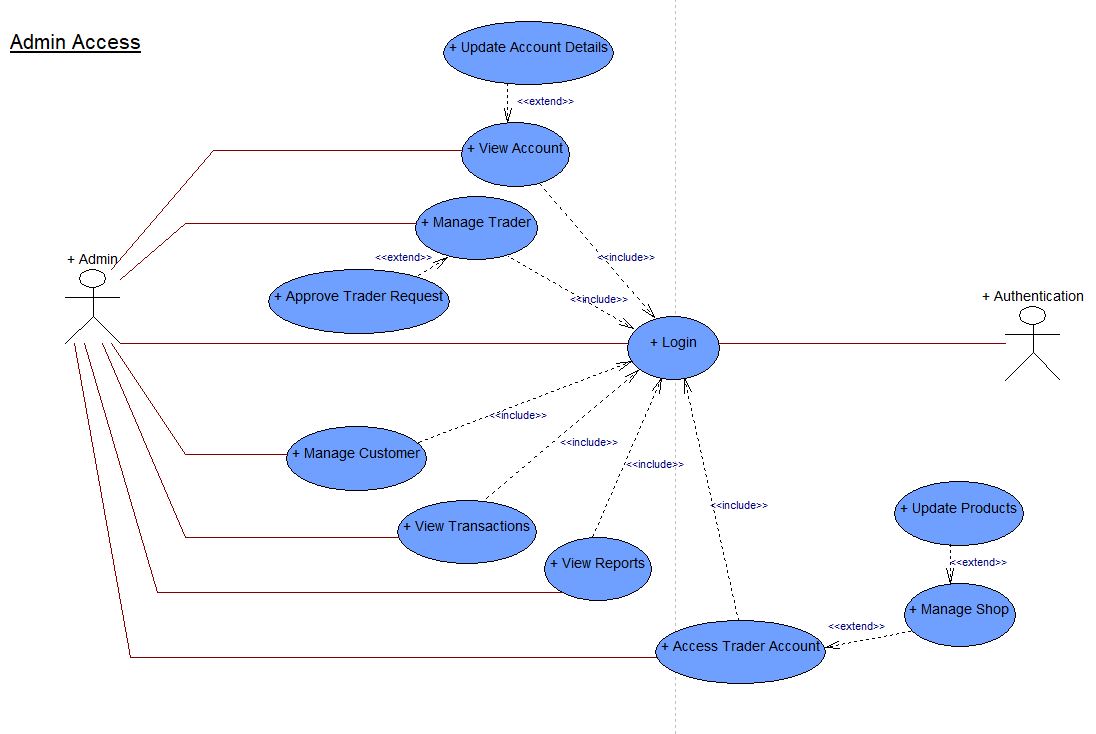 Admin Access
+ Update Account Details
<<extend>>
+ View Account
+ Manage Trader
<<extend>>
<<include>>
+ Admin
+ Approve Trader Request
<<include>>
+ Authentication
+ Login
<<include>>
+ Manage Customer
<<include>>
<<include>>
+ View Transactions
<<include>>
+ Update Products
+ View Reports
<<extend>>
+ Manage Shop
<<extend>>
+ Access Trader Account